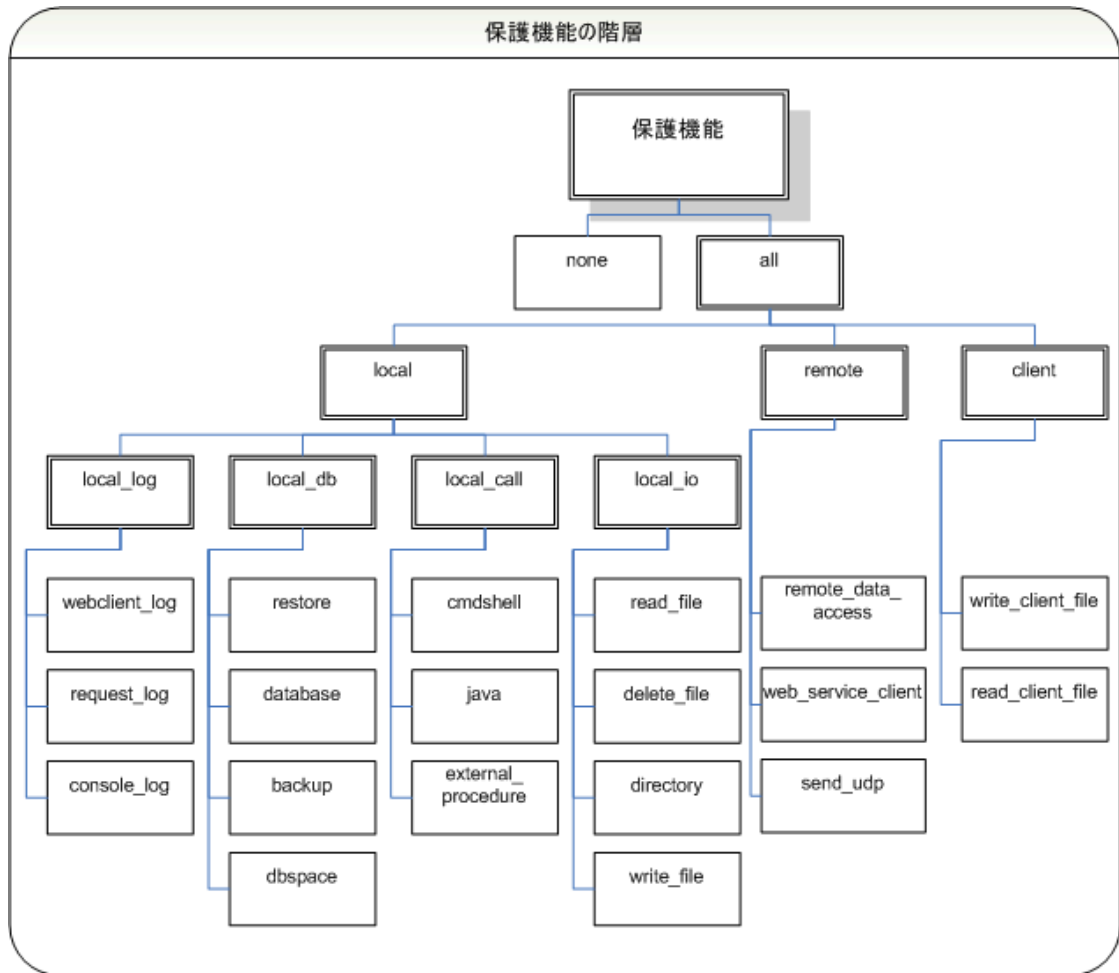 保護機能の階層
保護機能
none
all
local
remote
client
local_log
local_db
local_call
local_io
webclient_log
restore
cmdshell
read_file
remote_data_
access
write_client_file
request_log
database
java
delete_file
web_service_client
read_client_file
console_log
backup
external_
procedure
directory
send_udp
dbspace
write_file